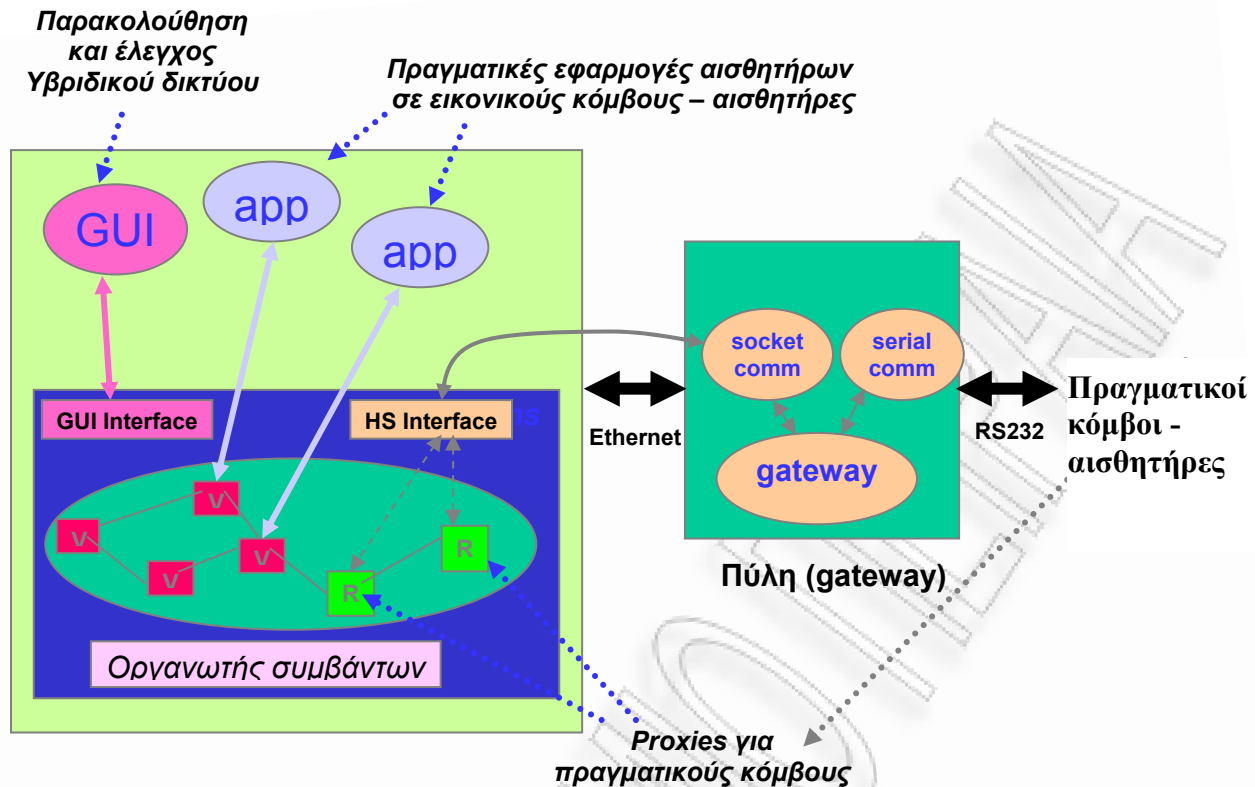 Παρακολούθηση
και έλεγχος
Υβριδικού δικτύου
Πραγματικές εφαρμογές αισθητήρων
σε εικονικούς κόμβους – αισθητήρες
GUI
app
app
socket
comm
serial
comm
gateway
GUI Interface
HS Interface
ns
Ethernet
RS232
Πραγματικοί
κόμβοι -
αισθητήρες
V
V
V
V
R
R
Πύλη (gateway)
Οργανωτής συμβάντων
Proxies για
πραγματικούς κόμβους